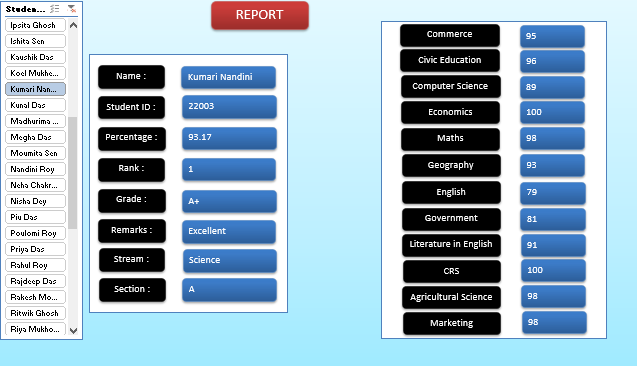 Studen...
Ipsita Ghosh
Ishita Sen
Kaushik Das
Koel Mukhe...
Kumari Nan...
Kunal Das
Madhurima ...
Megha Das
Moumita Sen
Nandini Roy
Neha Chakr...
Nisha Dey
Piu Das
Poulomi Roy
Priya Das
Rahul Roy
Rajdeep Das
Rakesh Mo...
Ritwik Ghosh
Riya Mukho...
REPORT
Name : Kumari Nandini
Student ID : 22003
Percentage : 93.17
Rank : 1
Grade : A+
Remarks : Excellent
Stream : Science
Section : A
Commerce 95
Civic Education 96
Computer Science 89
Economics 100
Maths 98
Geography 93
English 79
Government 81
Literature in English 91
CRS 100
Agricultural Science 98
Marketing 98